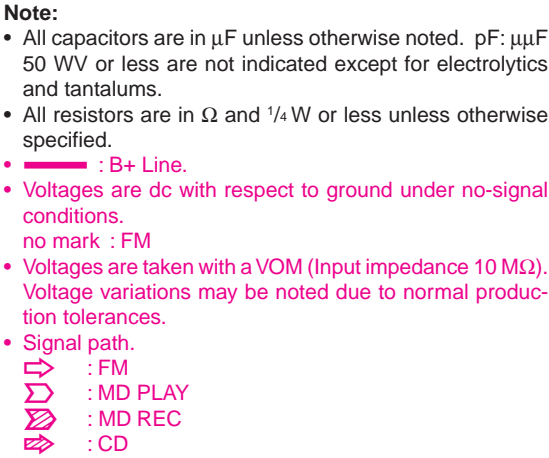 Note:
• All capacitors are in µF unless otherwise noted. pF: µµF
50 WV or less are not indicated except for electrolytics
and tantalums.
• All resistors are in Ω and 1/4 W or less unless otherwise
specified.
• : B+ Line.
• Voltages are dc with respect to ground under no-signal
conditions.
no mark : FM
• Voltages are taken with a VOM (Input impedance 10 MΩ).
Voltage variations may be noted due to normal produc-
tion tolerances.
• Signal path.
: FM
: MD PLAY
: MD REC
: CD